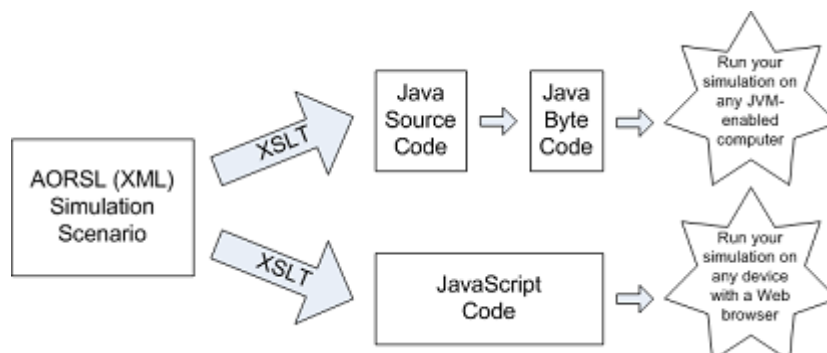 AORSL (XML)
Simulation
Scenario
XSLT
Java
Source
Code
Java
Byte
Code
Run your
simulation on
any JVM-
enabled
computer
XSLT
JavaScript
Code
Run your
simulation on
any device
with a Web
browser